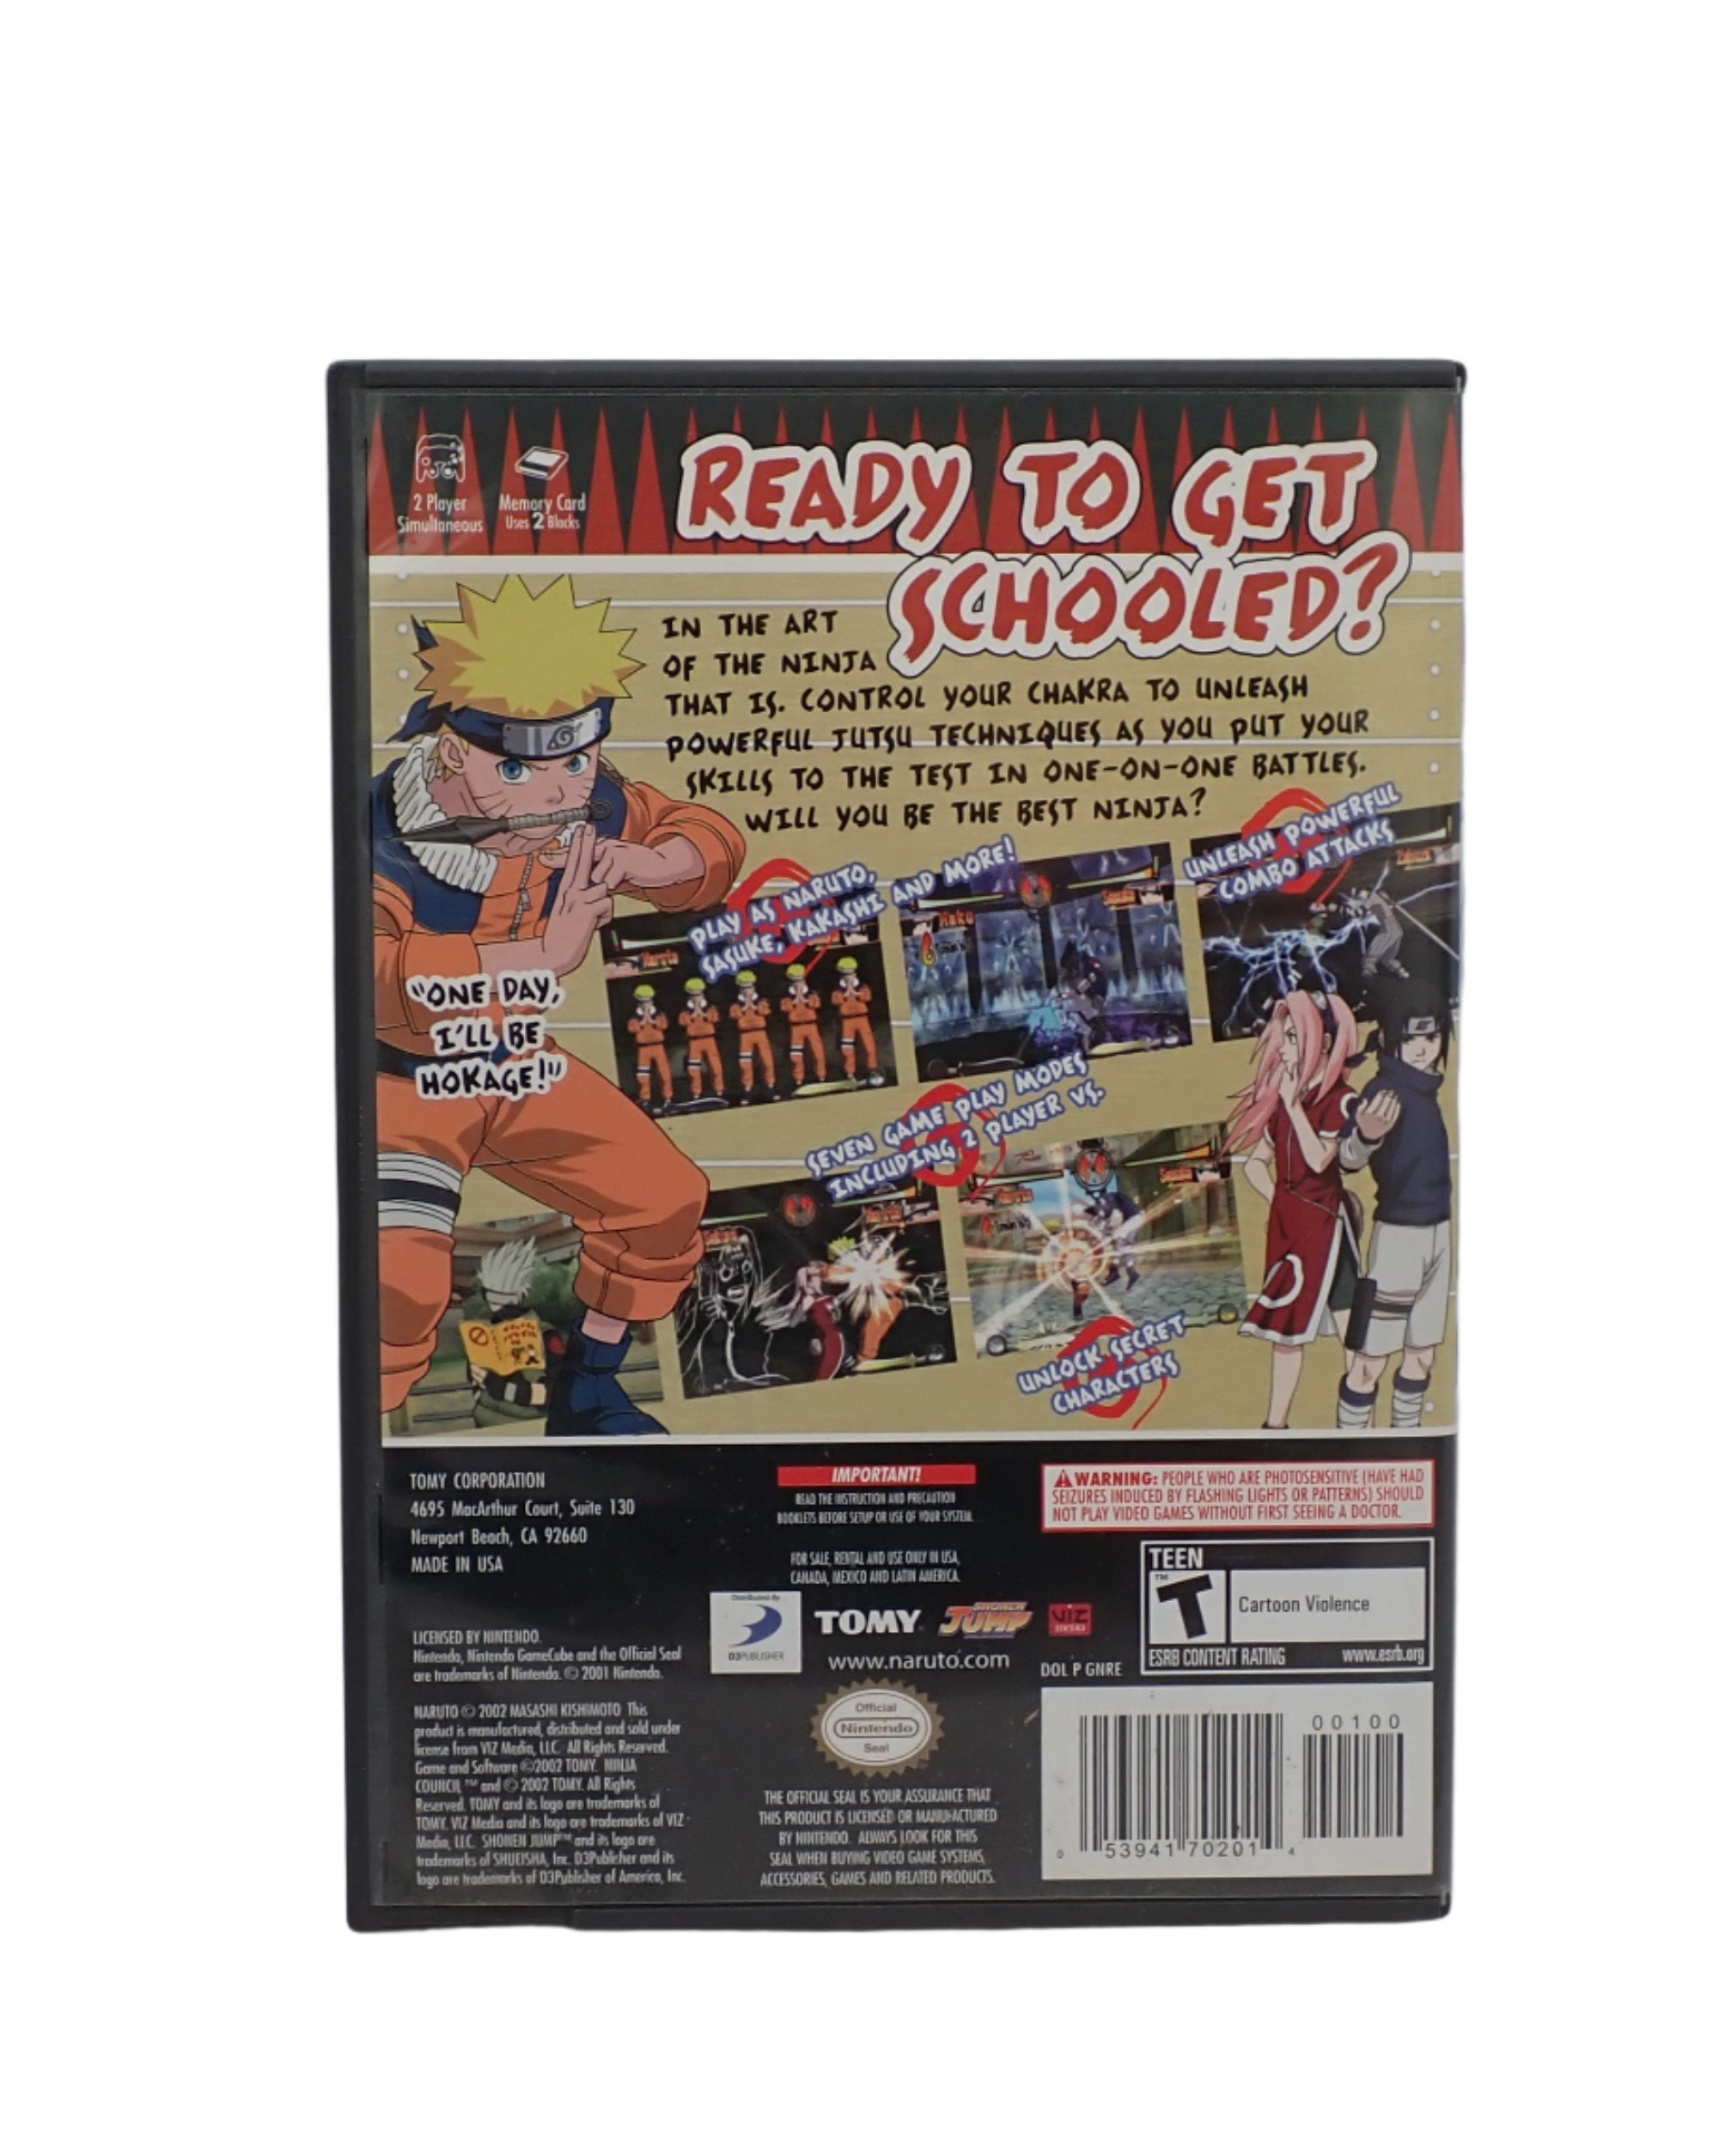 2 Player
Simultaneous
Memory Card
Uses 2 Blocks
READY TO GET
SCHOOLED?
IN THE ART
OF THE NINJA
THAT IS. CONTROL YOUR CHAKRA TO UNLEASH
POWERFUL JUTSU TECHNIQUES AS YOU PUT YOUR
SKILLS TO THE TEST IN ONE-ON-ONE BATTLES.
WILL YOU BE THE BEST NINJA?
PLAY AS NARUTO,
SASUKE, KAKASHI AND MORE!
UNLEASH POWERFUL
COMBO ATTACKS
Naruto
Haku
Sasuke
"ONE DAY,
I'LL BE
HOKAGE!"
SEVEN GAME PLAY MODES
INCLUDING 2 PLAYER VS.
UNLOCK SECRET
CHARACTERS
TOMY CORPORATION
4695 MacArthur Court, Suite 130
Newport Beach, CA 92660
MADE IN USA
IMPORTANT!
READ THE INSTRUCTION AND PRECAUTION
BOOKLETS BEFORE SETUP OR USE OF YOUR SYSTEM.
FOR SALE, RENTAL AND USE ONLY IN USA,
CANADA, MEXICO AND LATIN AMERICA.
WARNING: PEOPLE WHO ARE PHOTOSENSITIVE (HAVE HAD
SEIZURES INDUCED BY FLASHING LIGHTS OR PATTERNS) SHOULD
NOT PLAY VIDEO GAMES WITHOUT FIRST SEEING A DOCTOR.
TEEN
T
TM
Cartoon Violence
ESRB CONTENT RATING www.esrb.org
Distributed By
D3PUBLISHER
TOMY
SHONEN
JUMP
VIZ
MEDIA
www.naruto.com
DOL P GNRE
LICENSED BY NINTENDO.
Nintendo, Nintendo GameCube and the Official Seal
are trademarks of Nintendo. © 2001 Nintendo.
NARUTO © 2002 MASASHI KISHIMOTO This
product is manufactured, distributed and sold under
license from VIZ Media, LLC. All Rights Reserved.
Game and Software ©2002 TOMY. NINJA
COUNCIL ™ and © 2002 TOMY. All Rights
Reserved. TOMY and its logo are trademarks of
TOMY. VIZ Media and its logo are trademarks of VIZ
Media, LLC. SHONEN JUMP™ and its logo are
trademarks of SHUEISHA, Inc. D3Publisher and its
logo are trademarks of D3Publisher of America, Inc.
Official
Nintendo
Seal
THE OFFICIAL SEAL IS YOUR ASSURANCE THAT
THIS PRODUCT IS LICENSED OR MANUFACTURED
BY NINTENDO. ALWAYS LOOK FOR THIS
SEAL WHEN BUYING VIDEO GAME SYSTEMS,
ACCESSORIES, GAMES AND RELATED PRODUCTS.
00100
0 53941 70201 4